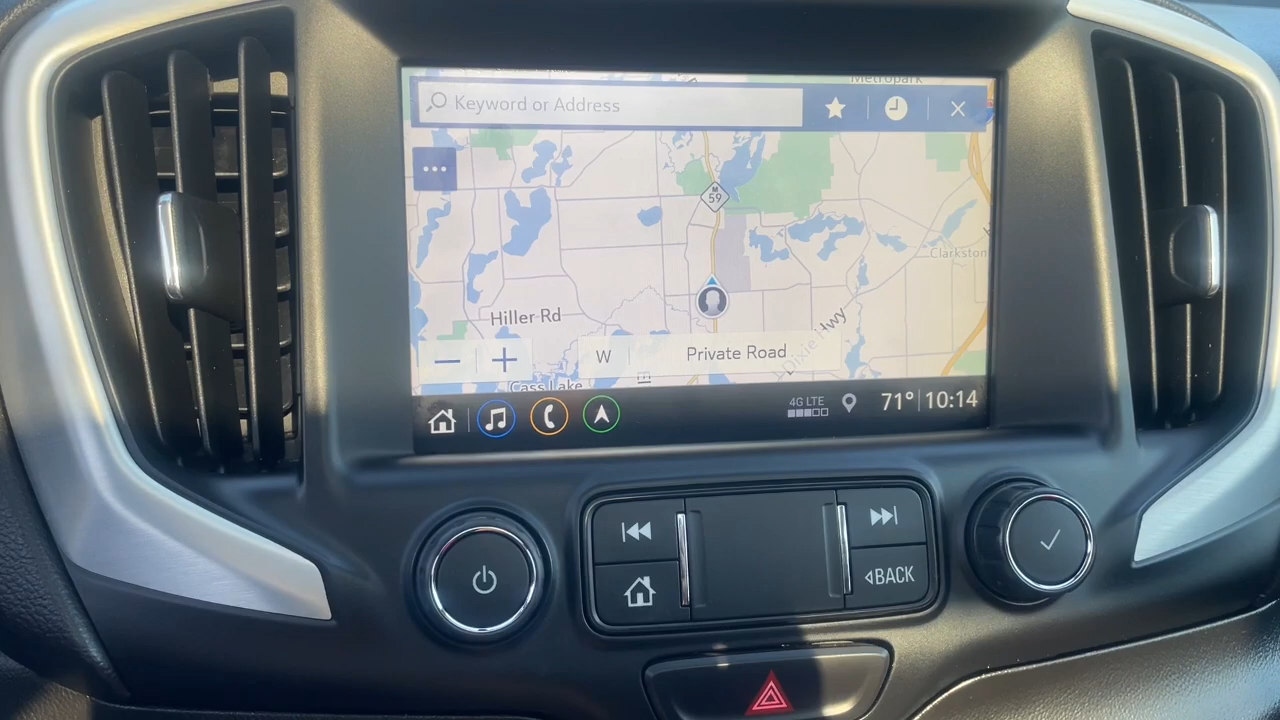 Metropark
Keyword or Address
M
59
Clarkston
Hiller Rd
Dixie Hwy
W
Private Road
Cass Lake
4G LTE
71° 10:14
BACK